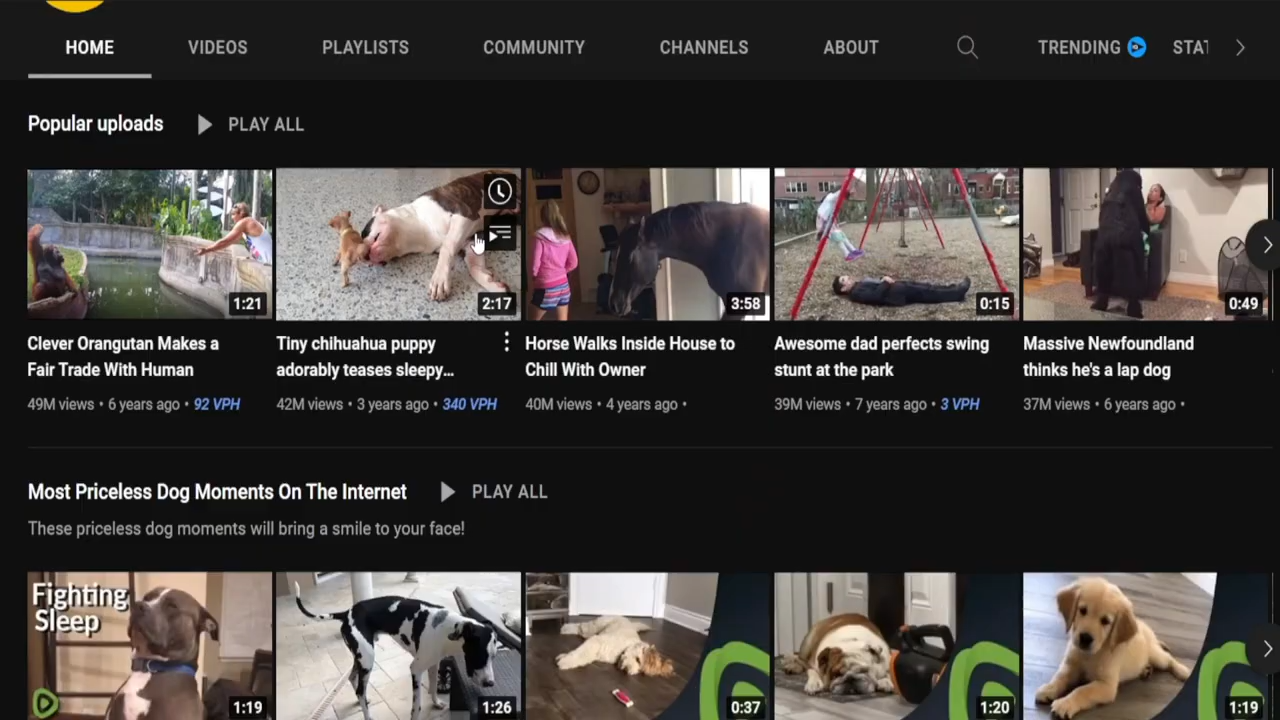 HOME VIDEOS PLAYLISTS COMMUNITY CHANNELS ABOUT TRENDING STAT
Popular uploads PLAY ALL
1:21 2:17 3:58 0:15 0:49
Clever Orangutan Makes a
Fair Trade With Human
49M views • 6 years ago • 92 VPH
Tiny chihuahua puppy
adorably teases sleepy...
42M views • 3 years ago • 340 VPH
Horse Walks Inside House to
Chill With Owner
40M views • 4 years ago •
Awesome dad perfects swing
stunt at the park
39M views • 7 years ago • 3 VPH
Massive Newfoundland
thinks he's a lap dog
37M views • 6 years ago •
Most Priceless Dog Moments On The Internet PLAY ALL
These priceless dog moments will bring a smile to your face!
Fighting
Sleep
1:19 1:26 0:37 1:20 1:19